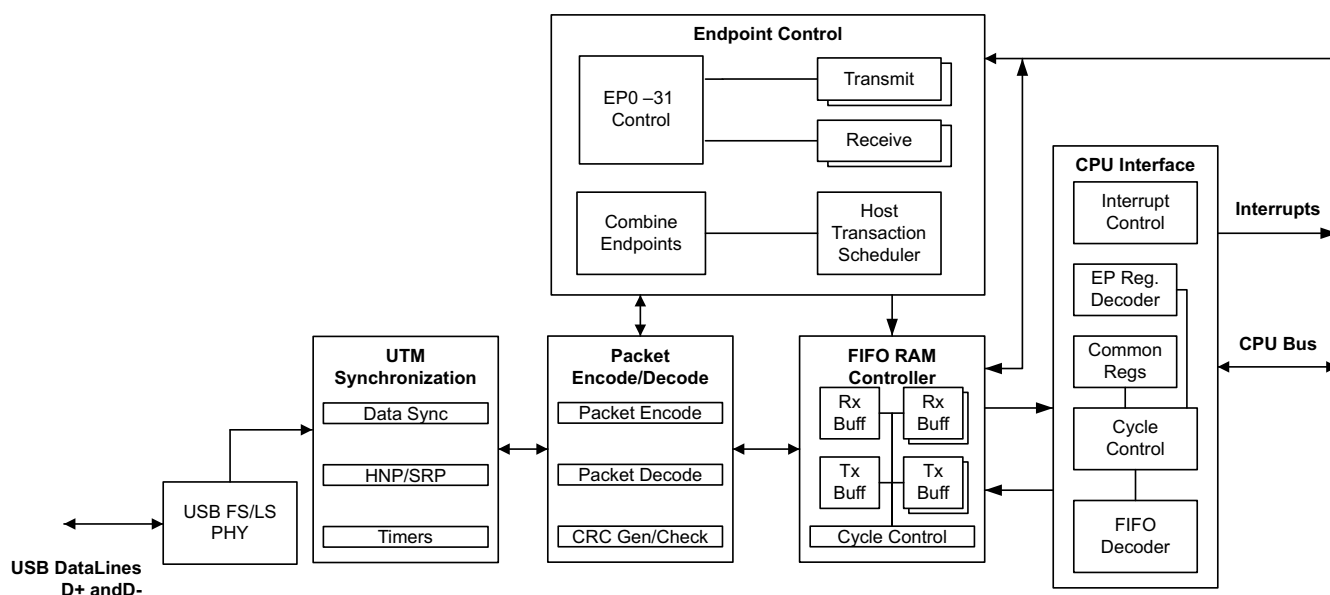 Endpoint Control
EP0 –31
Control
Transmit
Receive
Combine
Endpoints
Host
Transaction
Scheduler
CPU Interface
Interrupt
Control
EP Reg.
Decoder
Common
Regs
Cycle
Control
FIFO
Decoder
Interrupts
CPU Bus
UTM
Synchronization
Data Sync
HNP/SRP
Timers
Packet
Encode/Decode
Packet Encode
Packet Decode
CRC Gen/Check
FIFO RAM
Controller
Rx
Buff
Rx
Buff
Tx
Buff
Tx
Buff
Cycle Control
USB FS/LS
PHY
USB DataLines
D+ andD-